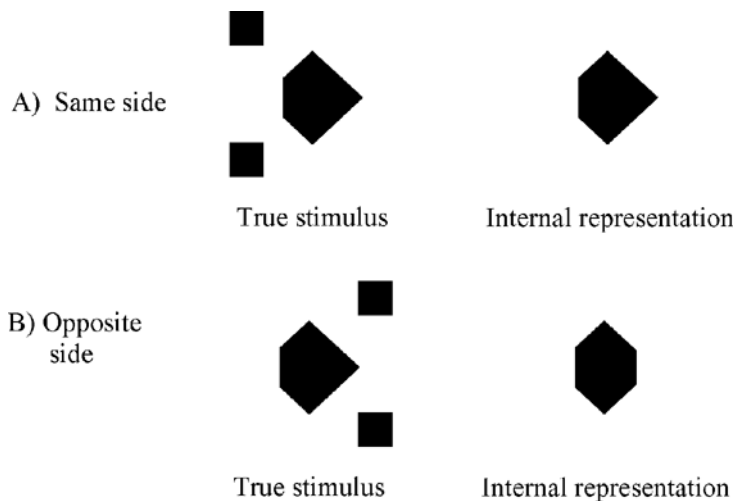 A) Same side
True stimulus
Internal representation
B) Opposite
side
True stimulus
Internal representation